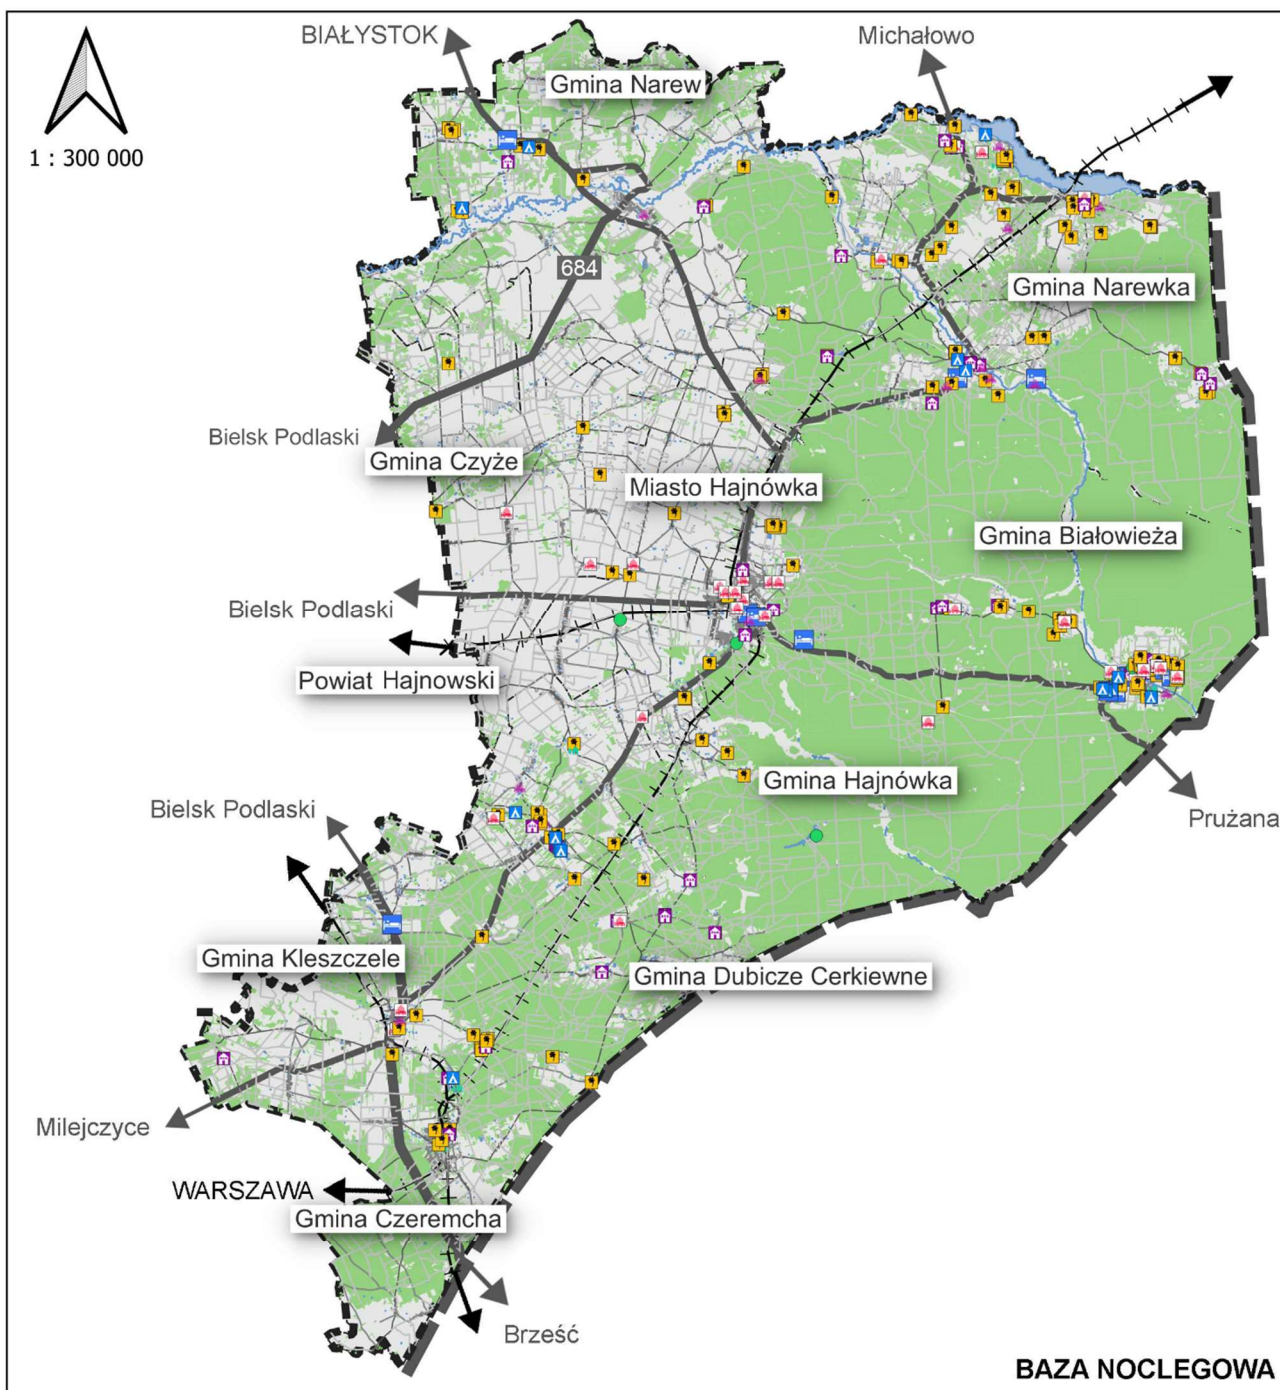 BIAŁYSTOK
Michałowo
Gmina Narew
1 : 300 000
684
Gmina Narewka
Bielsk Podlaski
Gmina Czyże
Miasto Hajnówka
Gmina Białowieża
Bielsk Podlaski
Powiat Hajnowski
Gmina Hajnówka
Bielsk Podlaski
Prużana
Gmina Kleszczele
Gmina Dubicze Cerkiewne
Milejczyce
WARSZAWA
Gmina Czeremcha
Brześć
BAZA NOCLEGOWA